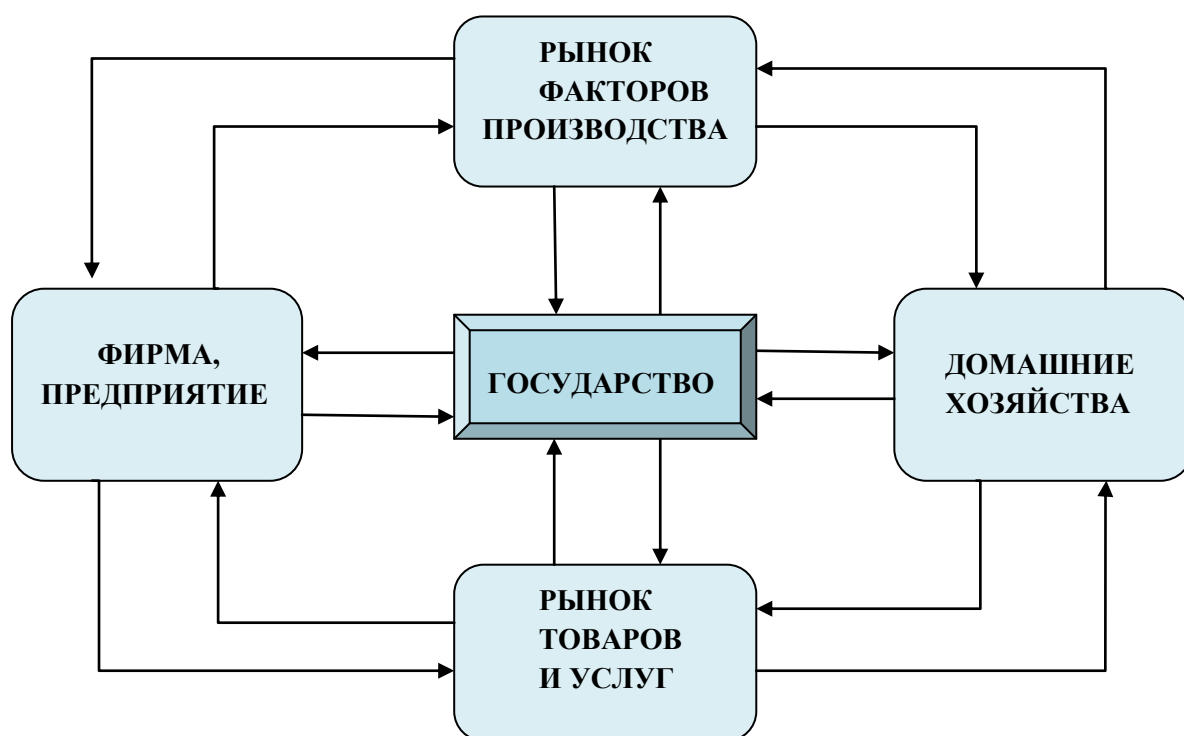 РЫНОК
ФАКТОРОВ
ПРОИЗВОДСТВА
ФИРМА,
ПРЕДПРИЯТИЕ
ГОСУДАРСТВО
ДОМАШНИЕ
ХОЗЯЙСТВА
РЫНОК
ТОВАРОВ
И УСЛУГ